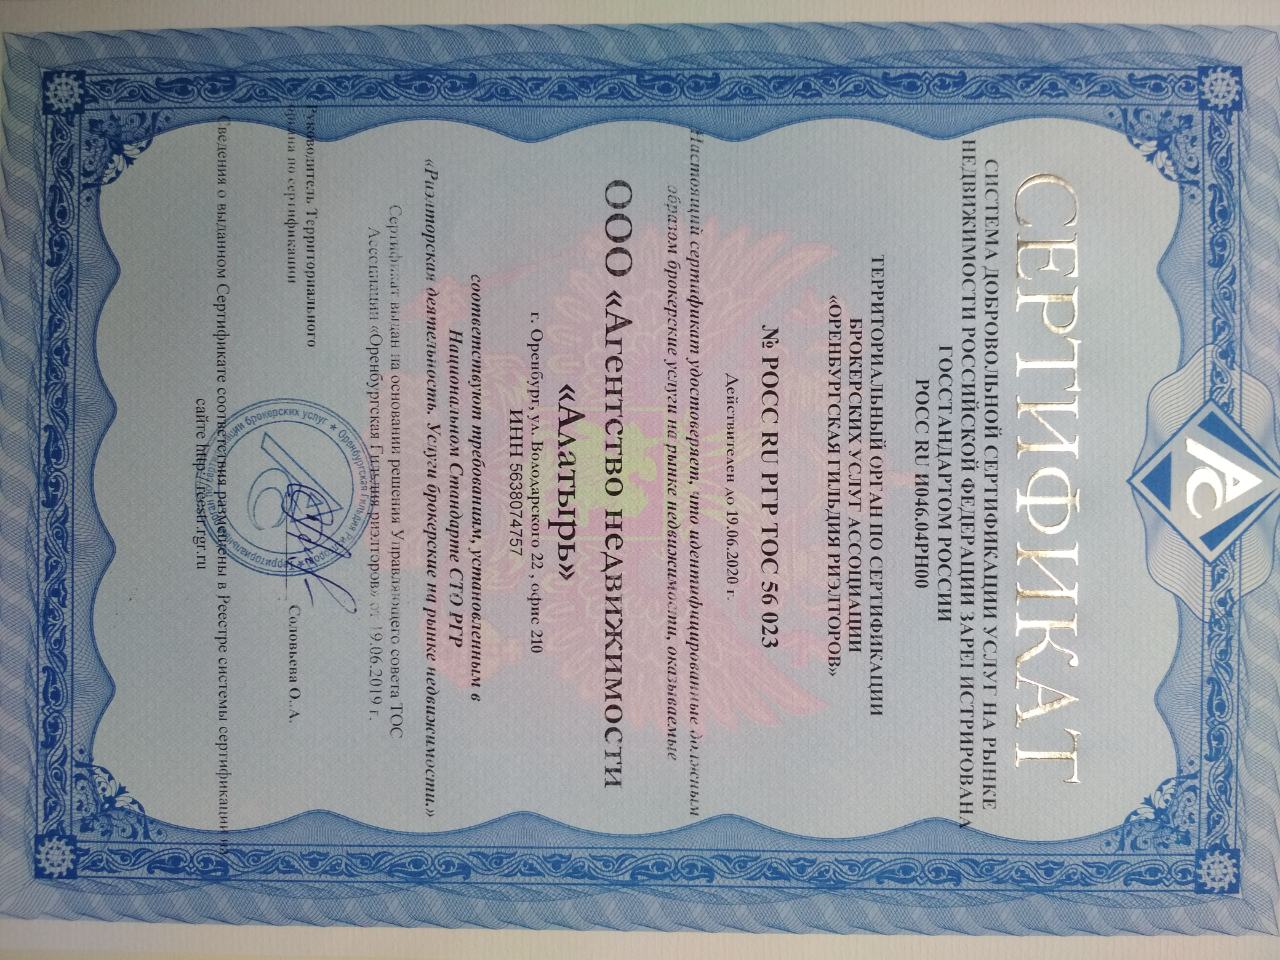 СЕРТИФИКАТ
СИСТЕМА ДОБРОВОЛЬНОЙ СЕРТИФИКАЦИИ УСЛУГ НА РЫНКЕ
НЕДВИЖИМОСТИ РОССИЙСКОЙ ФЕДЕРАЦИИ ЗАРЕГИСТРИРОВАНА
ГОССТАНДАРТОМ РОССИИ
РОСС RU И046.04РН00
ТЕРРИТОРИАЛЬНЫЙ ОРГАН ПО СЕРТИФИКАЦИИ
БРОКЕРСКИХ УСЛУГ АССОЦИАЦИИ
«ОРЕНБУРГСКАЯ ГИЛЬДИЯ РИЭЛТОРОВ»
№ РОСС RU РГР ТОС 56 023
Действителен до 19.06.2020 г.
Настоящий сертификат удостоверяет, что идентифицированные должным
образом брокерские услуги на рынке недвижимости, оказываемые
ООО «Агентство недвижимости
«Алатырь»
г. Оренбург, ул. Володарского 22 , офис 210
ИНН 5638074757
соответствуют требованиям, установленным в
Национальном Стандарте СТО РГР
«Риэлторская деятельность. Услуги брокерские на рынке недвижимости.»
Сертификат выдан на основании решения Управляющего совета ТОС
Ассоциации «Оренбургская Гильдия риэлторов» от 19.06.2019 г.
Руководитель Территориального
органа по сертификации
Соловьева О..А.
Сведения о выданном Сертификате соответствия размещены в Реестре системы сертификации на
сайте http://reestr.rgr.ru